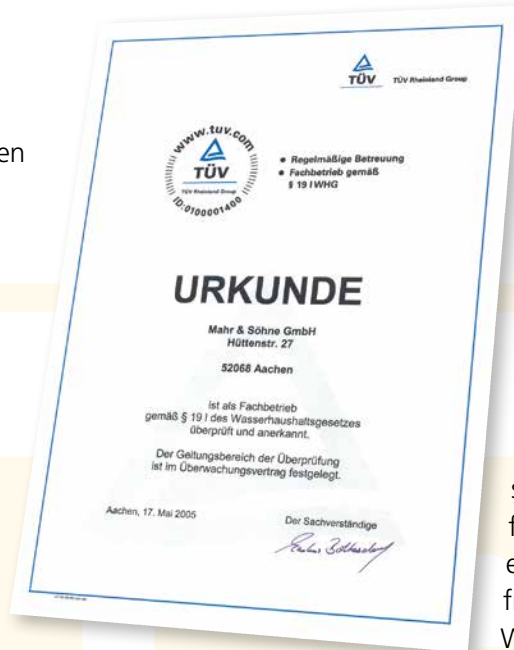 en
TÜV
TÜV Rheinland Group
www.tuv.com
TÜV
TÜV Rheinland Group
ID:0100001400
• Regelmäßige Betreuung
• Fachbetrieb gemäß
§ 19 l WHG
URKUNDE
Mahr & Söhne GmbH
Hüttenstr. 27
52068 Aachen
ist als Fachbetrieb
gemäß § 19 l des Wasserhaushaltsgesetzes
überprüft und anerkannt.
Der Geltungsbereich der Überprüfung
ist im Überwachungsvertrag festgelegt.
Aachen, 17. Mai 2005
Der Sachverständige
s
f
e
fr
W